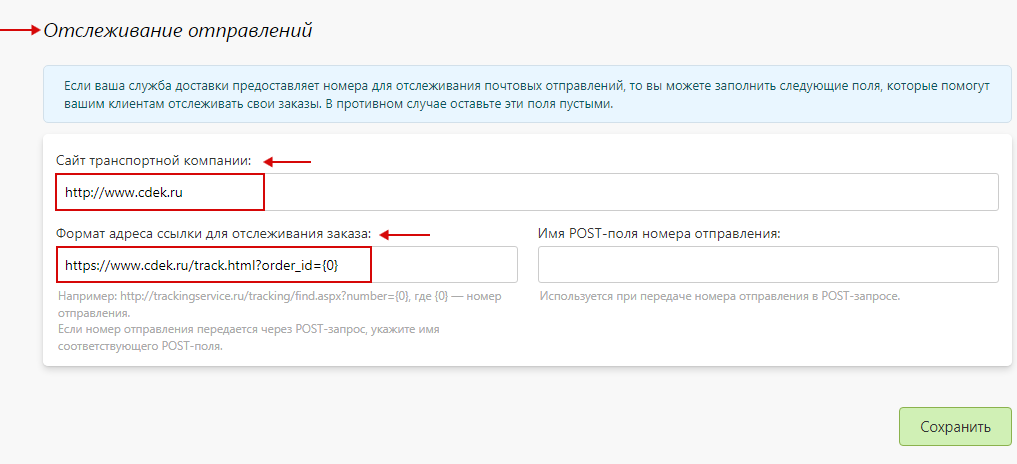 Отслеживание отправлений
Если ваша служба доставки предоставляет номера для отслеживания почтовых отправлений, то вы можете заполнить следующие поля, которые помогут
вашим клиентам отслеживать свои заказы. В противном случае оставьте эти поля пустыми.
Сайт транспортной компании:
http://www.cdek.ru
Формат адреса ссылки для отслеживания заказа:
https://www.cdek.ru/track.html?order_id={0}
Например: http://trackingservice.ru/tracking/find.aspx?number={0}, где {0} — номер
отправления.
Если номер отправления передается через POST-запрос, укажите имя
соответствующего POST-поля.
Имя POST-поля номера отправления:
Используется при передаче номера отправления в POST-запросе.
Сохранить